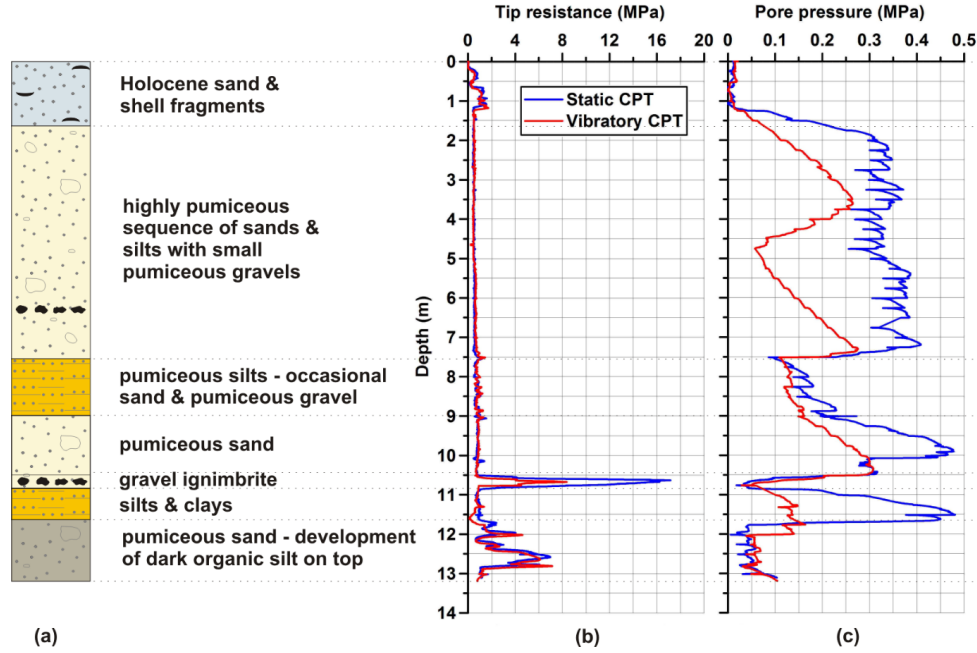 Tip resistance (MPa)
0 4 8 12 16 20
Pore pressure (MPa)
0 0.1 0.2 0.3 0.4 0.5
Holocene sand &
shell fragments
highly pumiceous
sequence of sands &
silts with small
pumiceous gravels
pumiceous silts - occasional
sand & pumiceous gravel
pumiceous sand
gravel ignimbrite
silts & clays
pumiceous sand - development
of dark organic silt on top
Depth (m)
0
1
2
3
4
5
6
7
8
9
10
11
12
13
14
Static CPT
Vibratory CPT
(a)
(b)
(c)